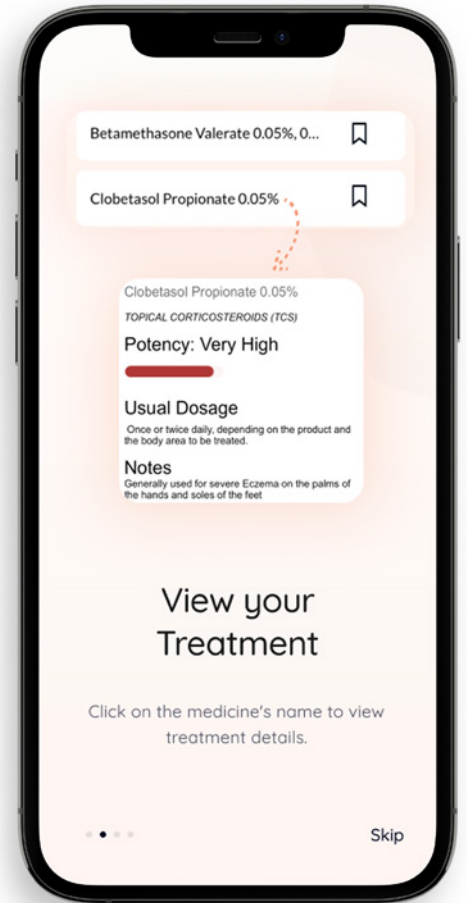 Betamethasone Valerate 0.05%, 0...
Clobetasol Propionate 0.05%
Clobetasol Propionate 0.05%
TOPICAL CORTICOSTEROIDS (TCS)
Potency: Very High
Usual Dosage
Once or twice daily, depending on the product and
the body area to be treated.
Notes
Generally used for severe Eczema on the palms of
the hands and soles of the feet
View your
Treatment
Click on the medicine's name to view
treatment details.
Skip